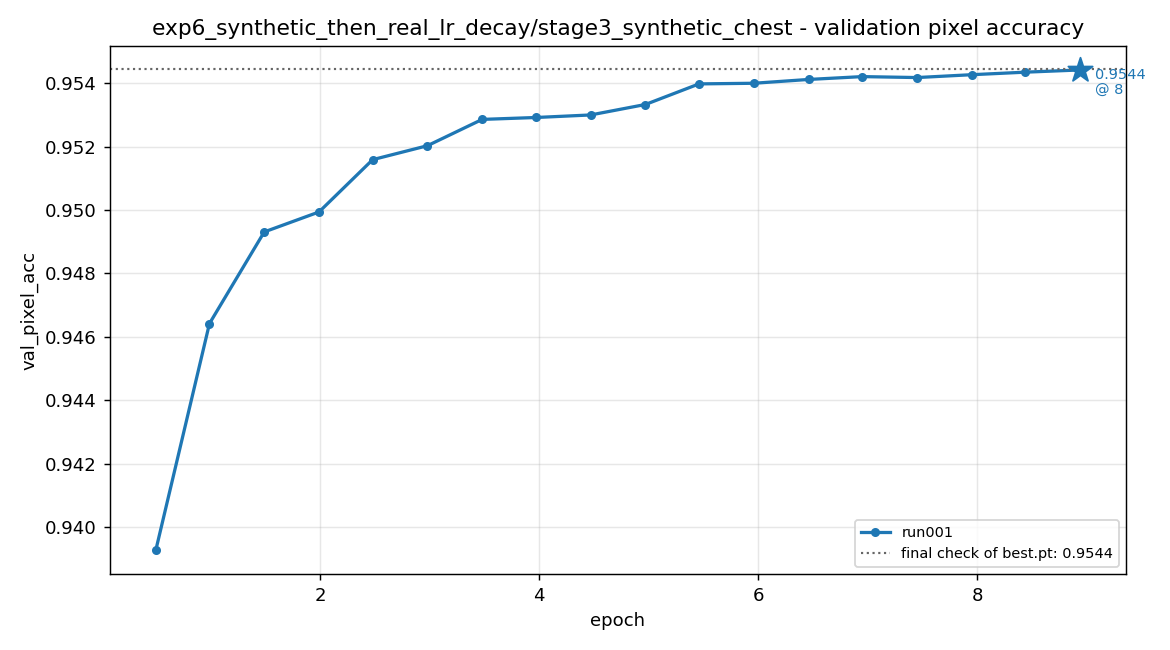 exp6_synthetic_then_real_lr_decay/stage3_synthetic_chest - validation pixel accuracy
val_pixel_acc
0.954
0.952
0.950
0.948
0.946
0.944
0.942
0.940
0.9544
@ 8
run001
final check of best.pt: 0.9544
2
4
6
8
epoch